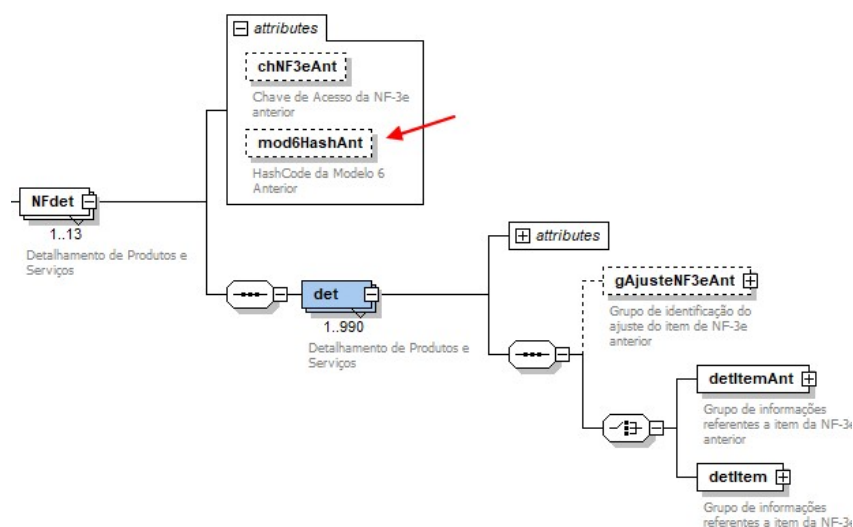 attributes
chNF3eAnt
Chave de Acesso da NF-3e
anterior
mod6HashAnt
HashCode da Modelo 6
Anterior
NFdet
1..13
Detalhamento de Produtos e
Serviços
attributes
det
1..990
Detalhamento de Produtos e
Serviços
gAjusteNF3eAnt
Grupo de identificação do
ajuste do item de NF-3e
anterior
detItemAnt
Grupo de informações
referentes a item da NF-3e
anterior
detItem
Grupo de informações
referentes a item da NF-3e